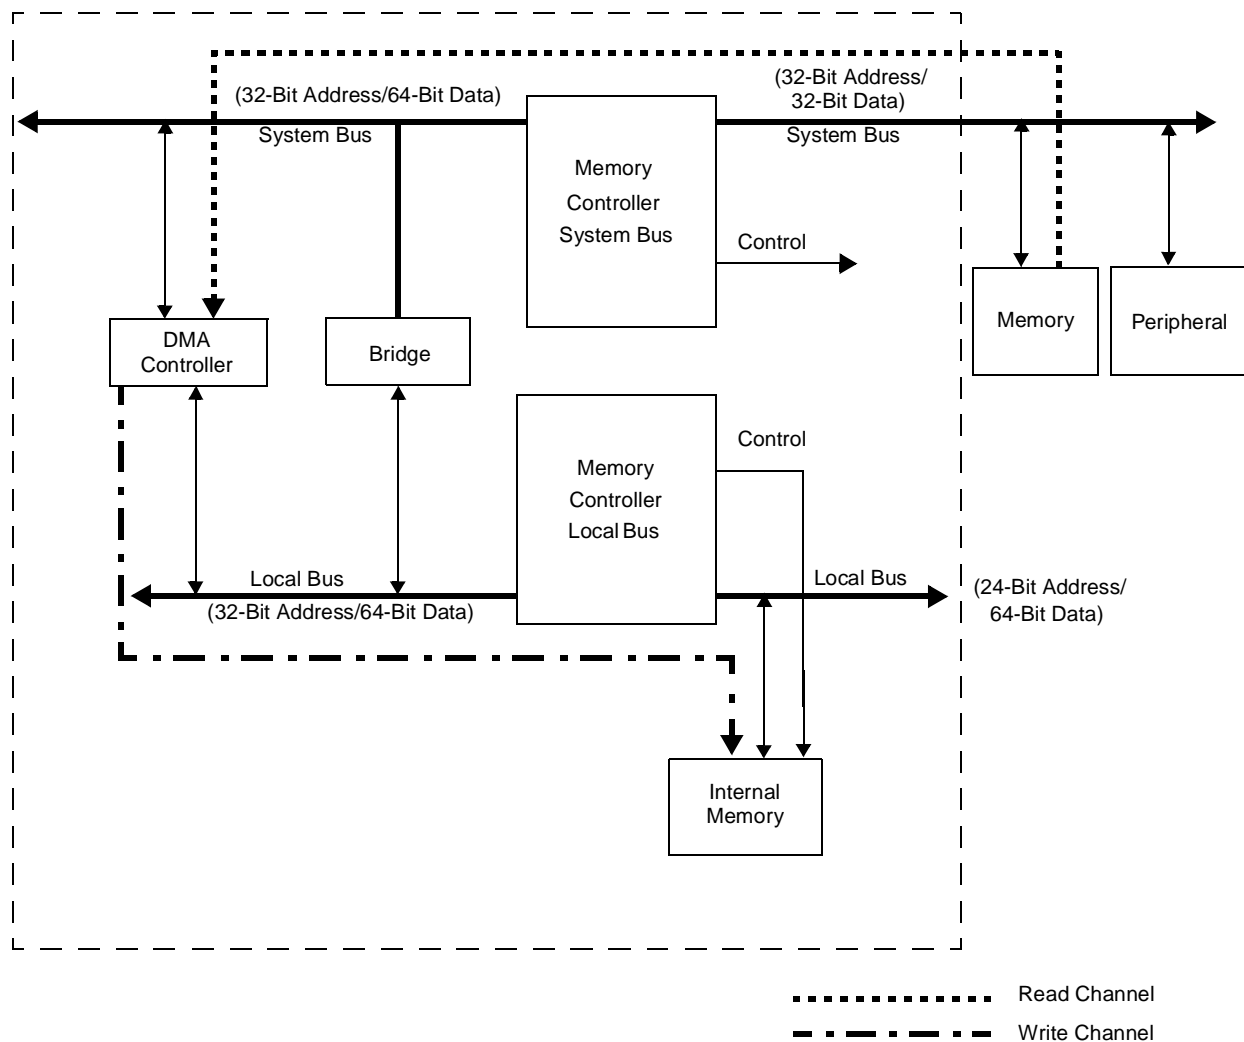 (32-Bit Address/
32-Bit Data)
(32-Bit Address/64-Bit Data)
System Bus
System Bus
Memory
Controller
System Bus
Control
DMA
Controller
Bridge
Memory
Peripheral
Control
Memory
Controller
Local Bus
Local Bus
(32-Bit Address/64-Bit Data)
Local Bus
(24-Bit Address/
64-Bit Data)
Internal
Memory
Read Channel
Write Channel